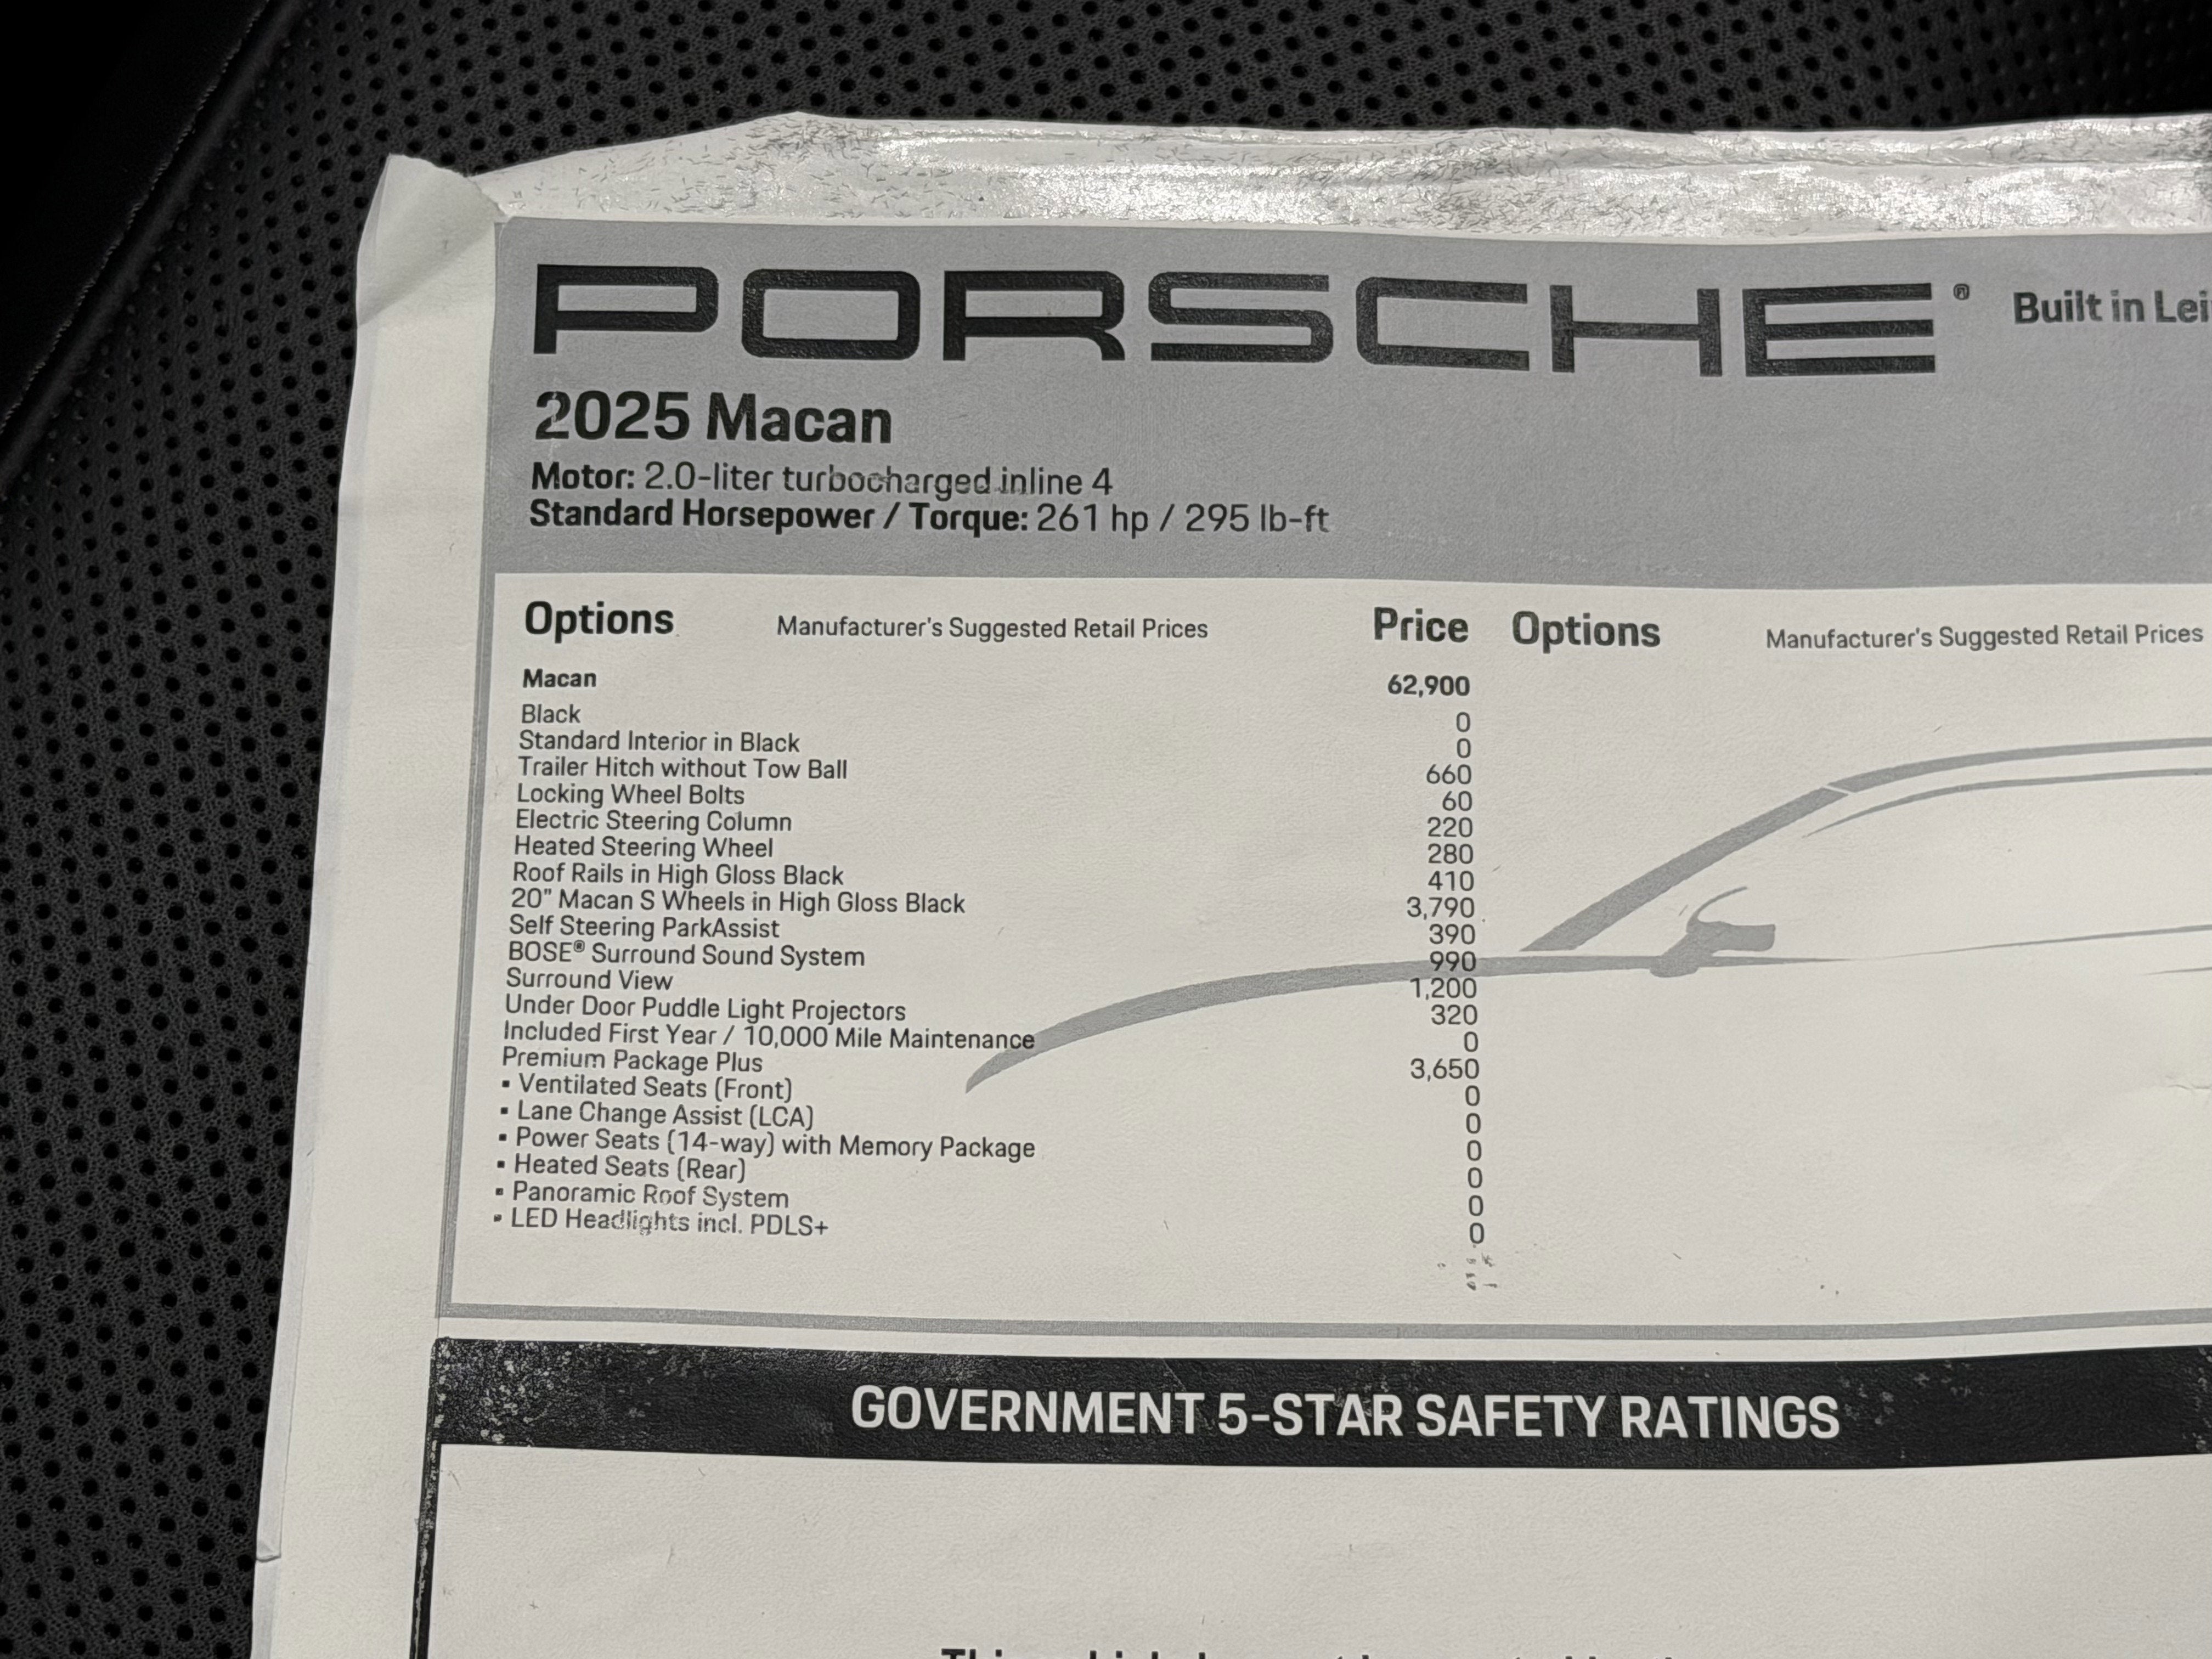 PORSCHE® Built in Lei
2025 Macan
Motor: 2.0-liter turbocharged inline 4
Standard Horsepower / Torque: 261 hp / 295 lb-ft
Options Manufacturer's Suggested Retail Prices Price Options Manufacturer's Suggested Retail Prices
Macan 62,900
Black 0
Standard Interior in Black 0
Trailer Hitch without Tow Ball 660
Locking Wheel Bolts 60
Electric Steering Column 220
Heated Steering Wheel 280
Roof Rails in High Gloss Black 410
20" Macan S Wheels in High Gloss Black 3,790
Self Steering ParkAssist 390
BOSE® Surround Sound System 990
Surround View 1,200
Under Door Puddle Light Projectors 320
Included First Year / 10,000 Mile Maintenance 0
Premium Package Plus 3,650
▪ Ventilated Seats (Front) 0
▪ Lane Change Assist (LCA) 0
▪ Power Seats (14-way) with Memory Package 0
▪ Heated Seats (Rear) 0
▪ Panoramic Roof System 0
▪ LED Headlights incl. PDLS+ 0
GOVERNMENT 5-STAR SAFETY RATINGS